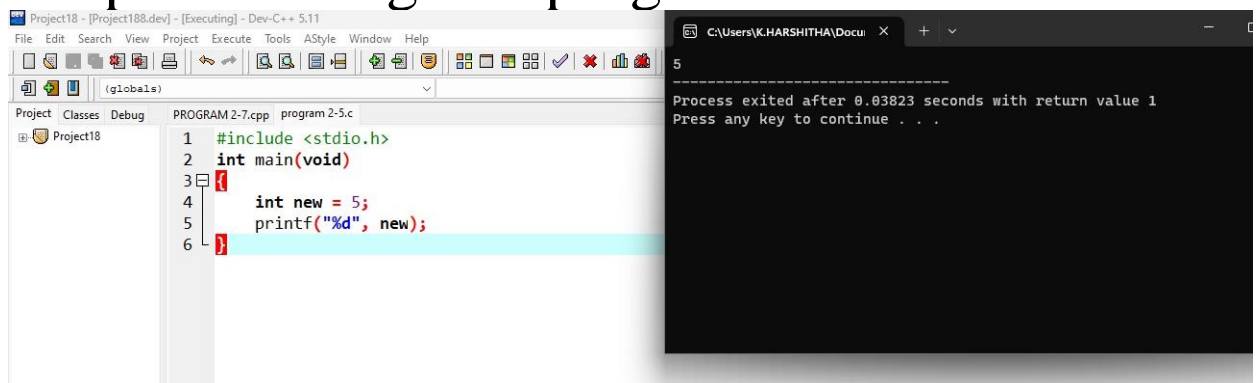 Project18 - [Project188.dev] - [Executing] - Dev-C++ 5.11
File Edit Search View Project Execute Tools AStyle Window Help
(globals)
Project Classes Debug
PROGRAM 2-7.cpp program 2-5.c
Project18
1 #include <stdio.h>
2 int main(void)
3 {
4 int new = 5;
5 printf("%d", new);
6 }
C:\Users\K.HARSHITHA\Docu
5
--------------------------------
Process exited after 0.03823 seconds with return value 1
Press any key to continue . . .